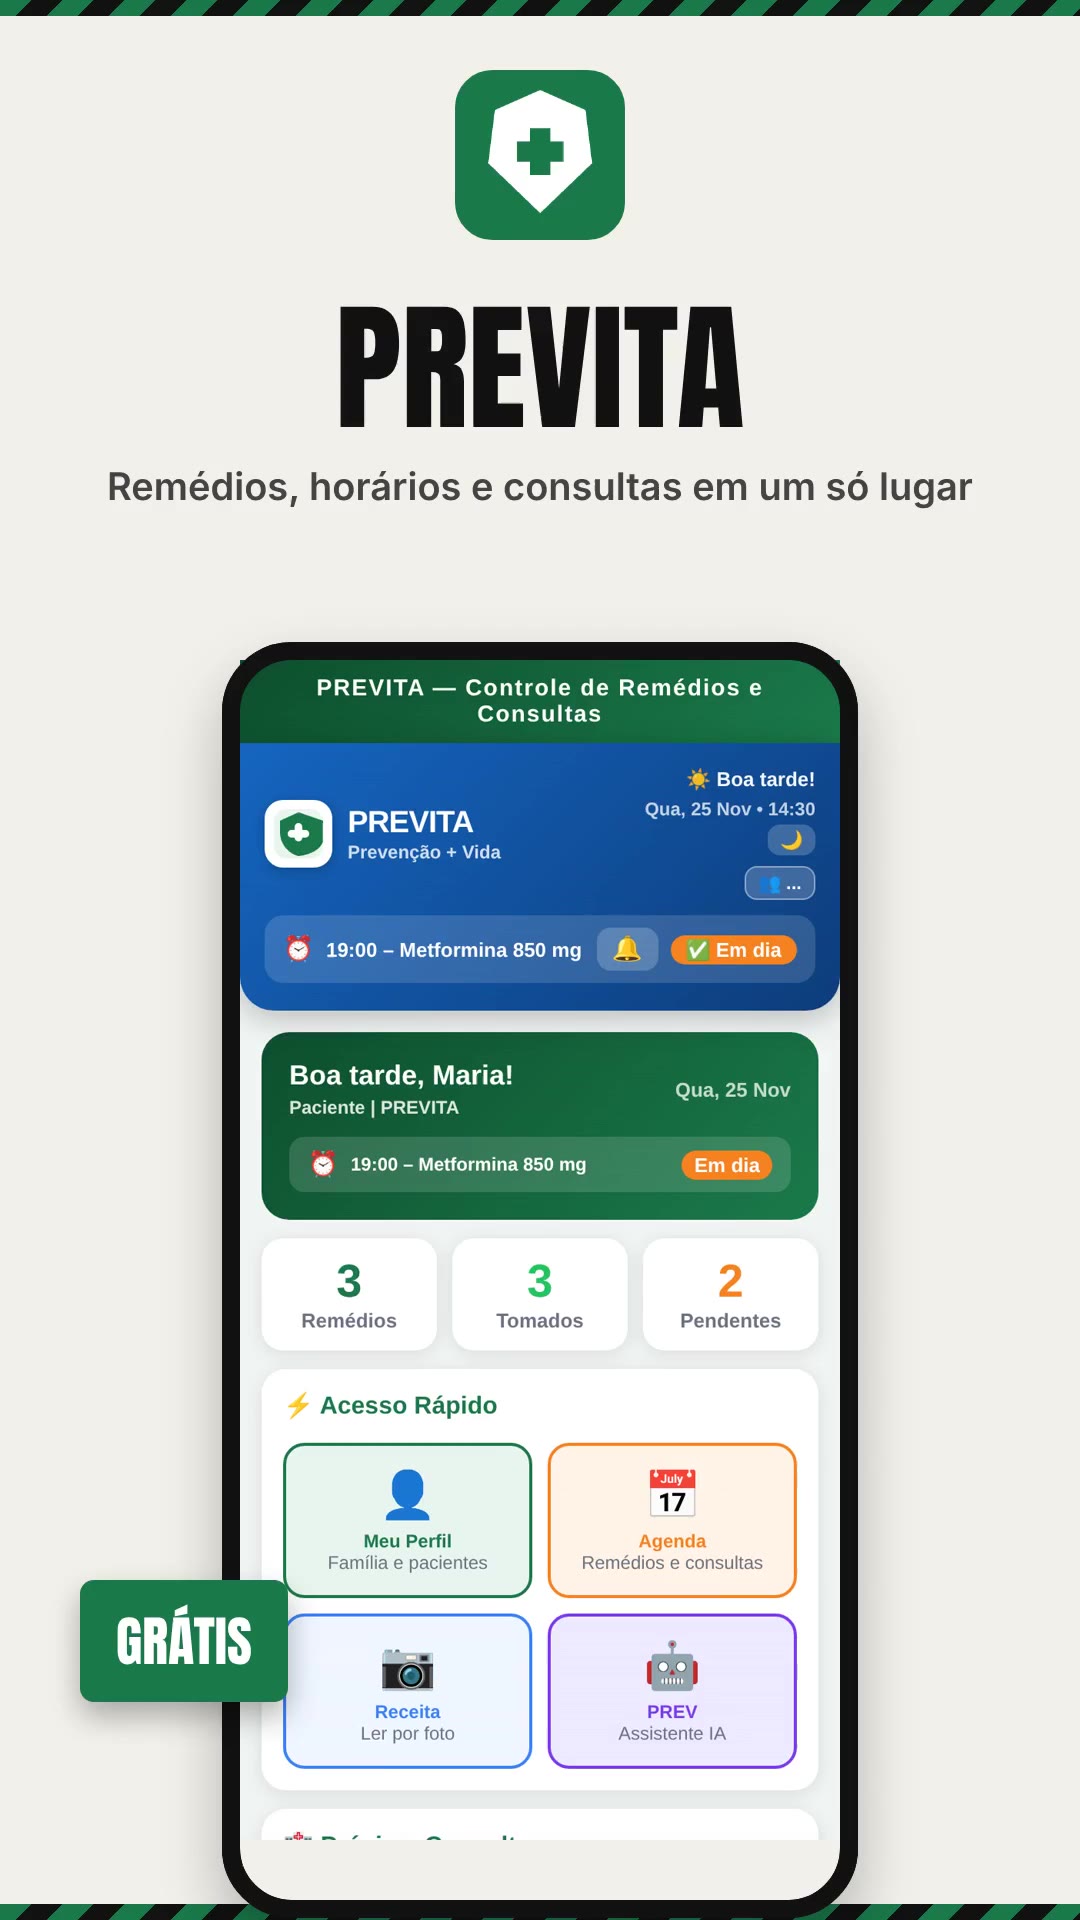 PREVITA
Remédios, horários e consultas em um só lugar
PREVITA — Controle de Remédios e
Consultas
PREVITA
Prevenção + Vida
☀️ Boa tarde!
Qua, 25 Nov • 14:30
👥 ...
⏰ 19:00 – Metformina 850 mg 🔔 ✅ Em dia
Boa tarde, Maria!
Paciente | PREVITA
Qua, 25 Nov
⏰ 19:00 – Metformina 850 mg Em dia
3
Remédios
3
Tomados
2
Pendentes
⚡ Acesso Rápido
Meu Perfil
Família e pacientes
July
17
Agenda
Remédios e consultas
GRÁTIS
Receita
Ler por foto
PREV
Assistente IA